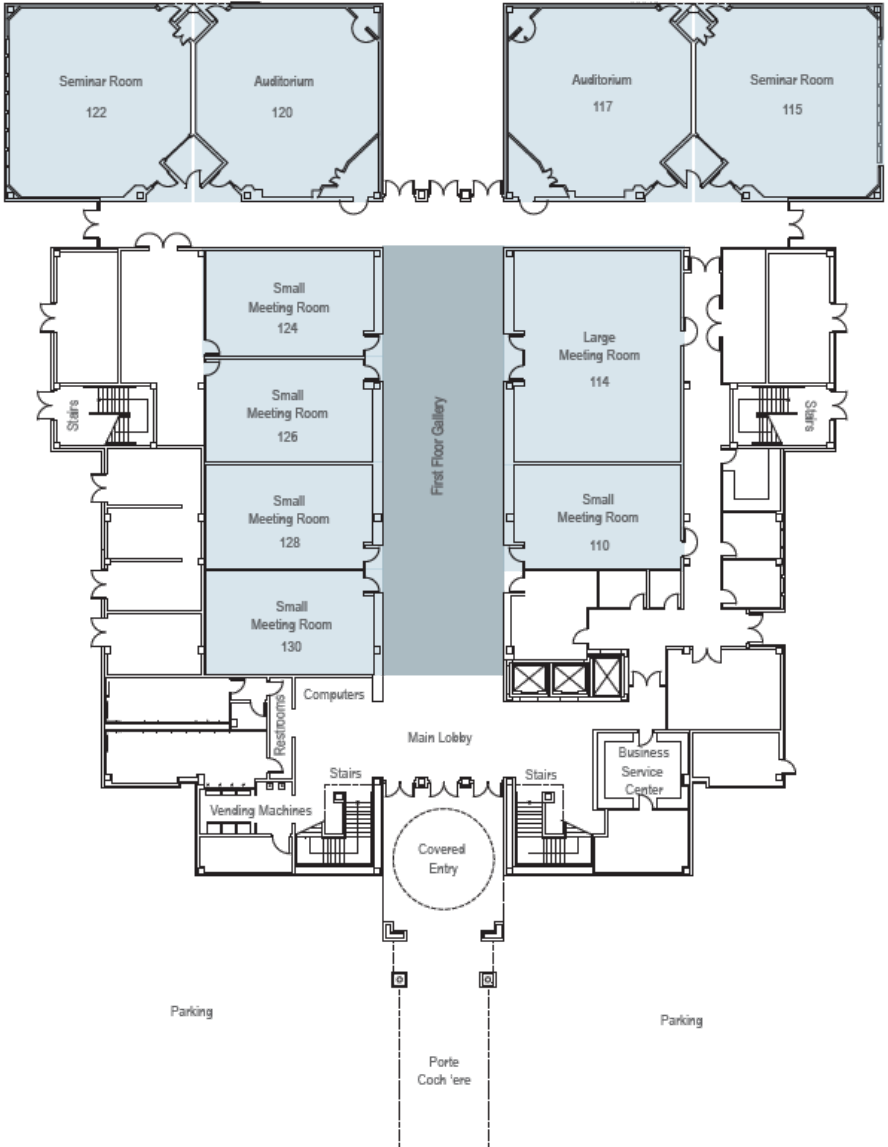 Seminar Room
122
Auditorium
120
Auditorium
117
Seminar Room
115
Small
Meeting Room
124
Large
Meeting Room
114
Small
Meeting Room
126
Stairs
Stairs
First Floor Gallery
Small
Meeting Room
128
Small
Meeting Room
110
Small
Meeting Room
130
Computers
Restrooms
Main Lobby
Stairs
Stairs
Business
Service
Center
Vending Machines
Covered
Entry
Parking
Parking
Porte
Coch 'ere